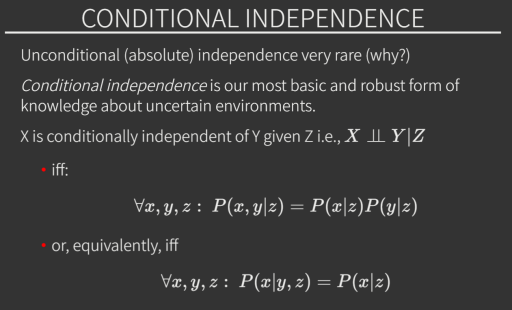 CONDITIONAL INDEPENDENCE
Unconditional (absolute) independence very rare (why?)
Conditional independence is our most basic and robust form of
knowledge about uncertain environments.
X is conditionally independent of Y given Z i.e., X ⫫ Y|Z
• iff:
∀x, y, z : P(x, y|z) = P(x|z)P(y|z)
• or, equivalently, iff
∀x, y, z : P(x|y, z) = P(x|z)